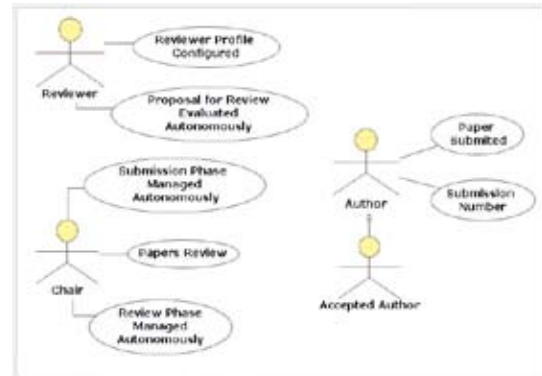 Reviewer Profile
Configured
Reviewer
Proposal for Review
Evaluated
Autonomously
Submission Phase
Managed
Autonomously
Papers Review
Chair
Review Phase
Managed
Autonomously
Paper
Submited
Submission
Number
Author
Accepted Author